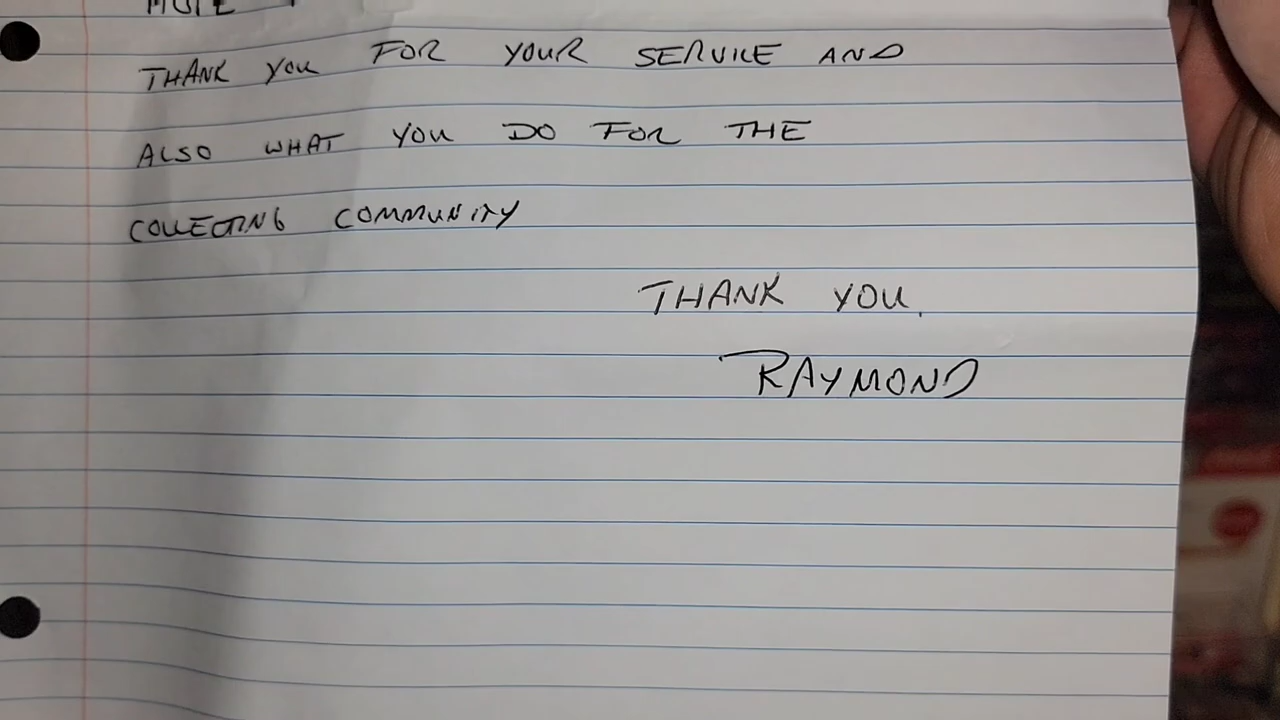 THANK YOU FOR YOUR SERVICE AND
ALSO WHAT YOU DO FOR THE
COLLECTING COMMUNITY
THANK YOU,
RAYMOND